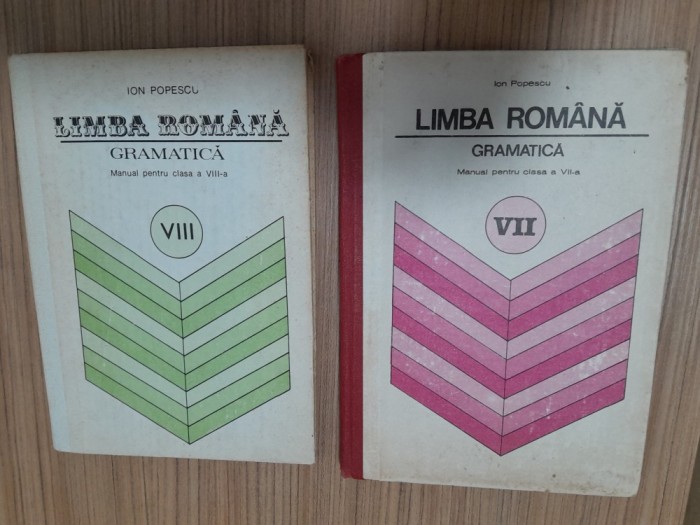 ION POPESCU
LIMBA ROMÂNĂ
GRAMATICĂ
Manual pentru clasa a VIII-a
VIII
Ion Popescu
LIMBA ROMÂNĂ
GRAMATICĂ
Manual pentru clasa a VII-a
VII